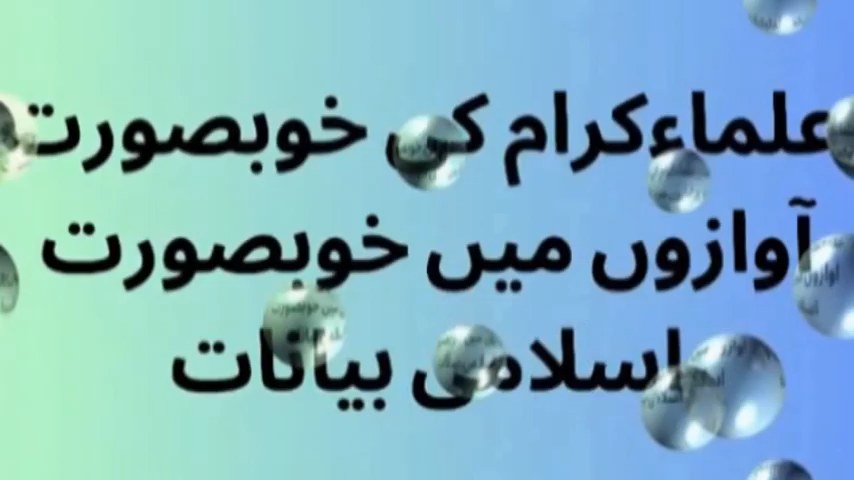 علماءکرام کی خوبصورت
آوازوں میں خوبصورت
اسلامی بیانات